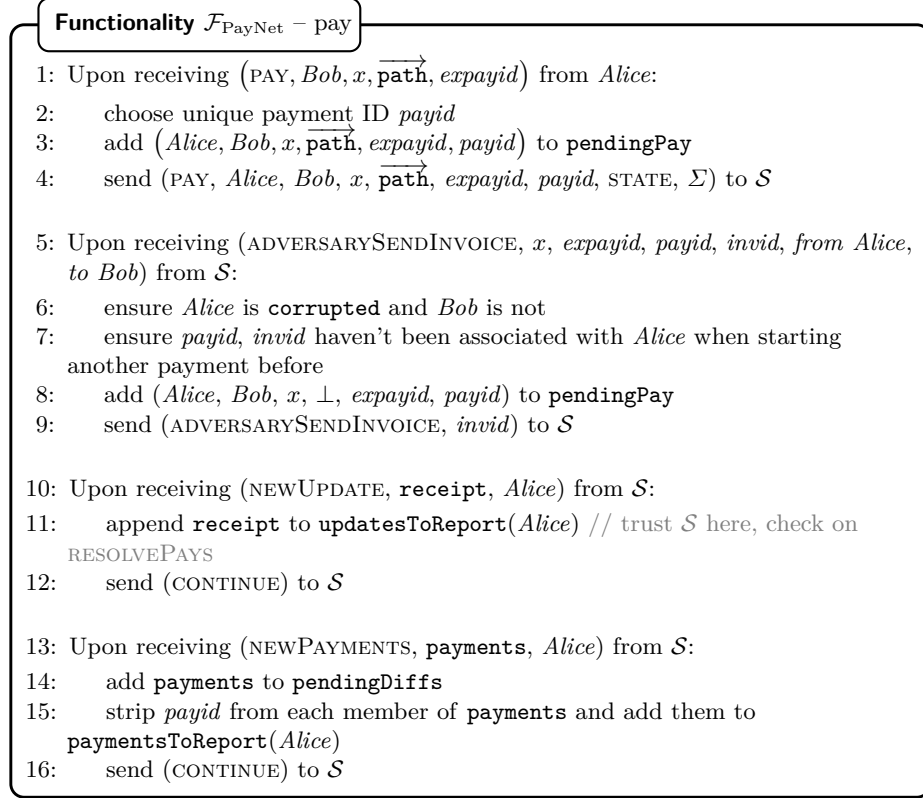 Functionality 𝓕PayNet – pay
1: Upon receiving (PAY, Bob, x, path→, expayid) from Alice:
2: choose unique payment ID payid
3: add (Alice, Bob, x, path→, expayid, payid) to pendingPay
4: send (PAY, Alice, Bob, x, path→, expayid, payid, STATE, Σ) to 𝒮
5: Upon receiving (ADVERSARYSENDINVOICE, x, expayid, payid, invid, from Alice,
to Bob) from 𝒮:
6: ensure Alice is corrupted and Bob is not
7: ensure payid, invid haven't been associated with Alice when starting
another payment before
8: add (Alice, Bob, x, ⊥, expayid, payid) to pendingPay
9: send (ADVERSARYSENDINVOICE, invid) to 𝒮
10: Upon receiving (NEWUPDATE, receipt, Alice) from 𝒮:
11: append receipt to updatesToReport(Alice) // trust 𝒮 here, check on
RESOLVEPAYS
12: send (CONTINUE) to 𝒮
13: Upon receiving (NEWPAYMENTS, payments, Alice) from 𝒮:
14: add payments to pendingDiffs
15: strip payid from each member of payments and add them to
paymentsToReport(Alice)
16: send (CONTINUE) to 𝒮